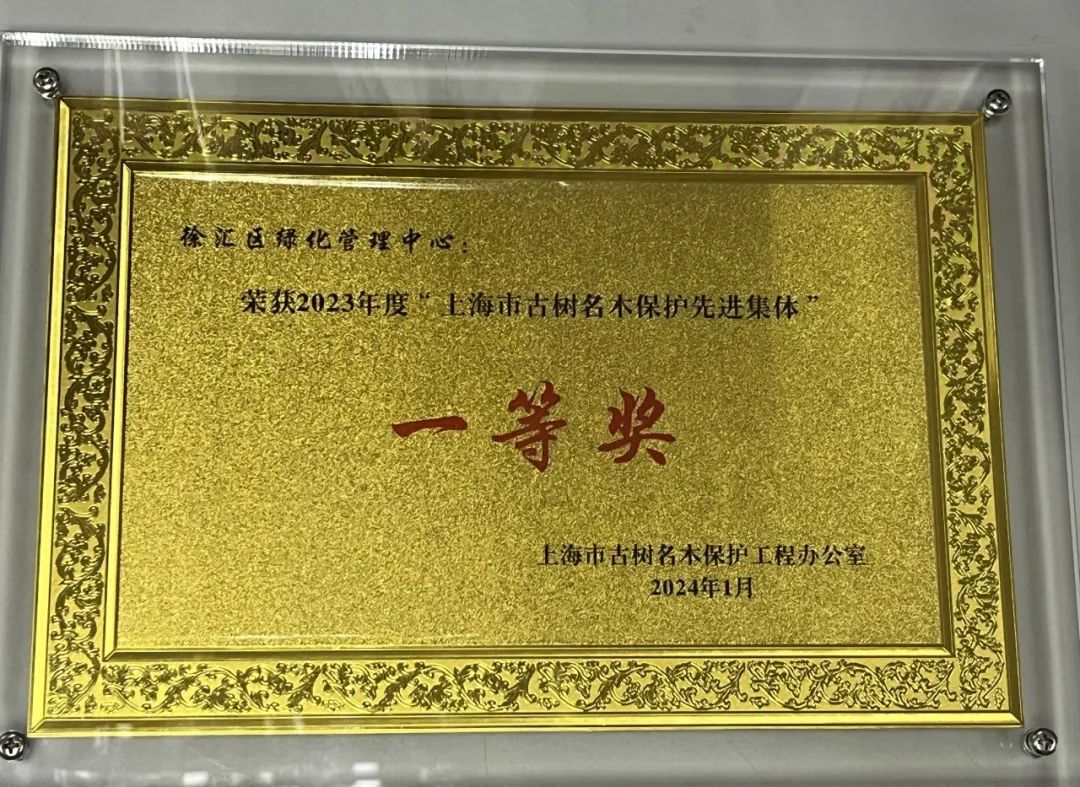 徐汇区绿化管理中心：
荣获2023年度“上海市古树名木保护先进集体”
一等奖
上海市古树名木保护工程办公室
2024年1月